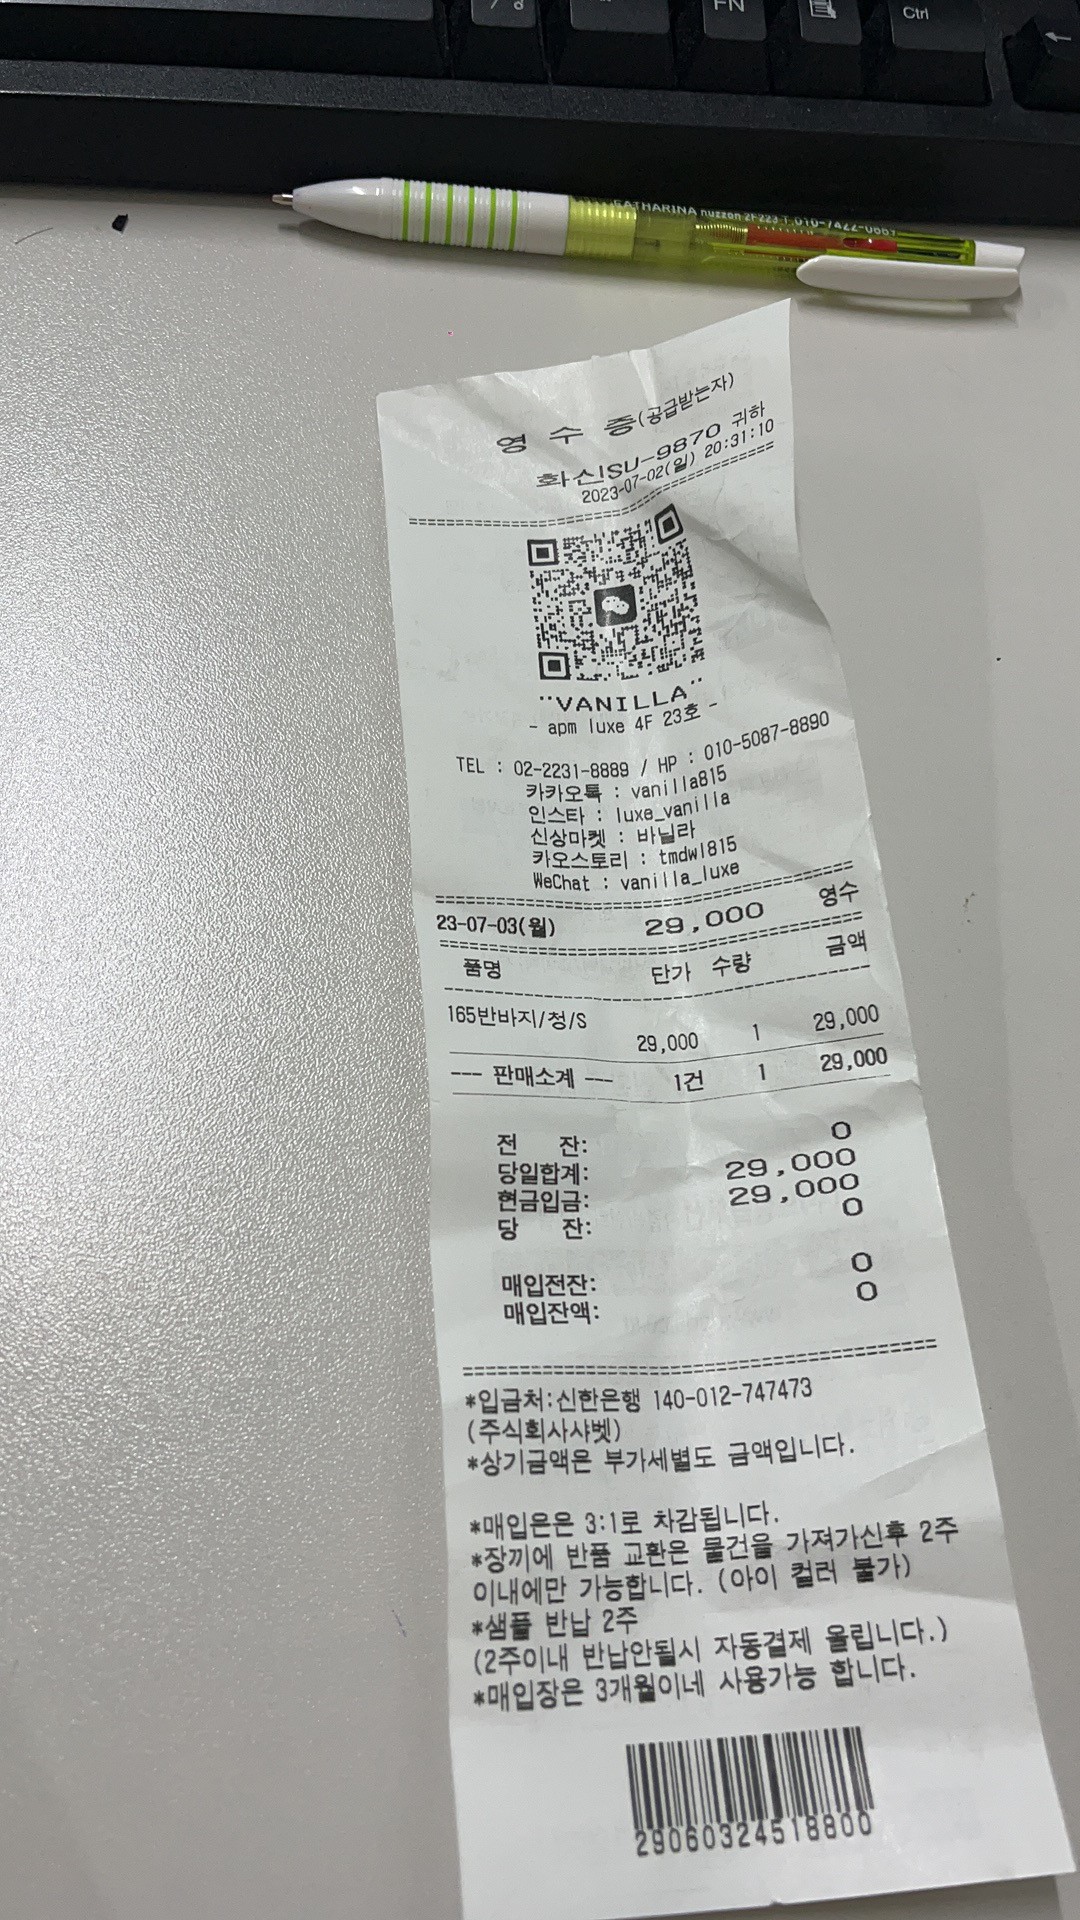 FN
Ctrl
CATHARINA nuzzon 2F223 T.010-7422-0667
영 수 증(공급받는자)
화신SU-9870 귀하
2023-07-02(일) 20:31:10
¨VANILLA¨
- apm luxe 4F 23호 -
TEL : 02-2231-8889 / HP : 010-5087-8890
카카오톡 : vanilla815
인스타 : luxe_vanilla
신상마켓 : 바닐라
카오스토리 : tmdwl815
WeChat : vanilla_luxe
23-07-03(월) 29,000 영수
품명 단가 수량 금액
165반바지/청/S
29,000 1 29,000
--- 판매소계 --- 1건 1 29,000
전 잔: 0
당일합계: 29,000
현금입금: 29,000
당 잔: 0
매입전잔: 0
매입잔액: 0
*입금처:신한은행 140-012-747473
(주식회사샤벳)
*상기금액은 부가세별도 금액입니다.
*매입은은 3:1로 차감됩니다.
*장끼에 반품 교환은 물건을 가져가신후 2주
이내에만 가능합니다. (아이 컬러 불가)
*샘플 반납 2주
(2주이내 반납안될시 자동결제 올립니다.)
*매입장은 3개월이네 사용가능 합니다.
29060324518800